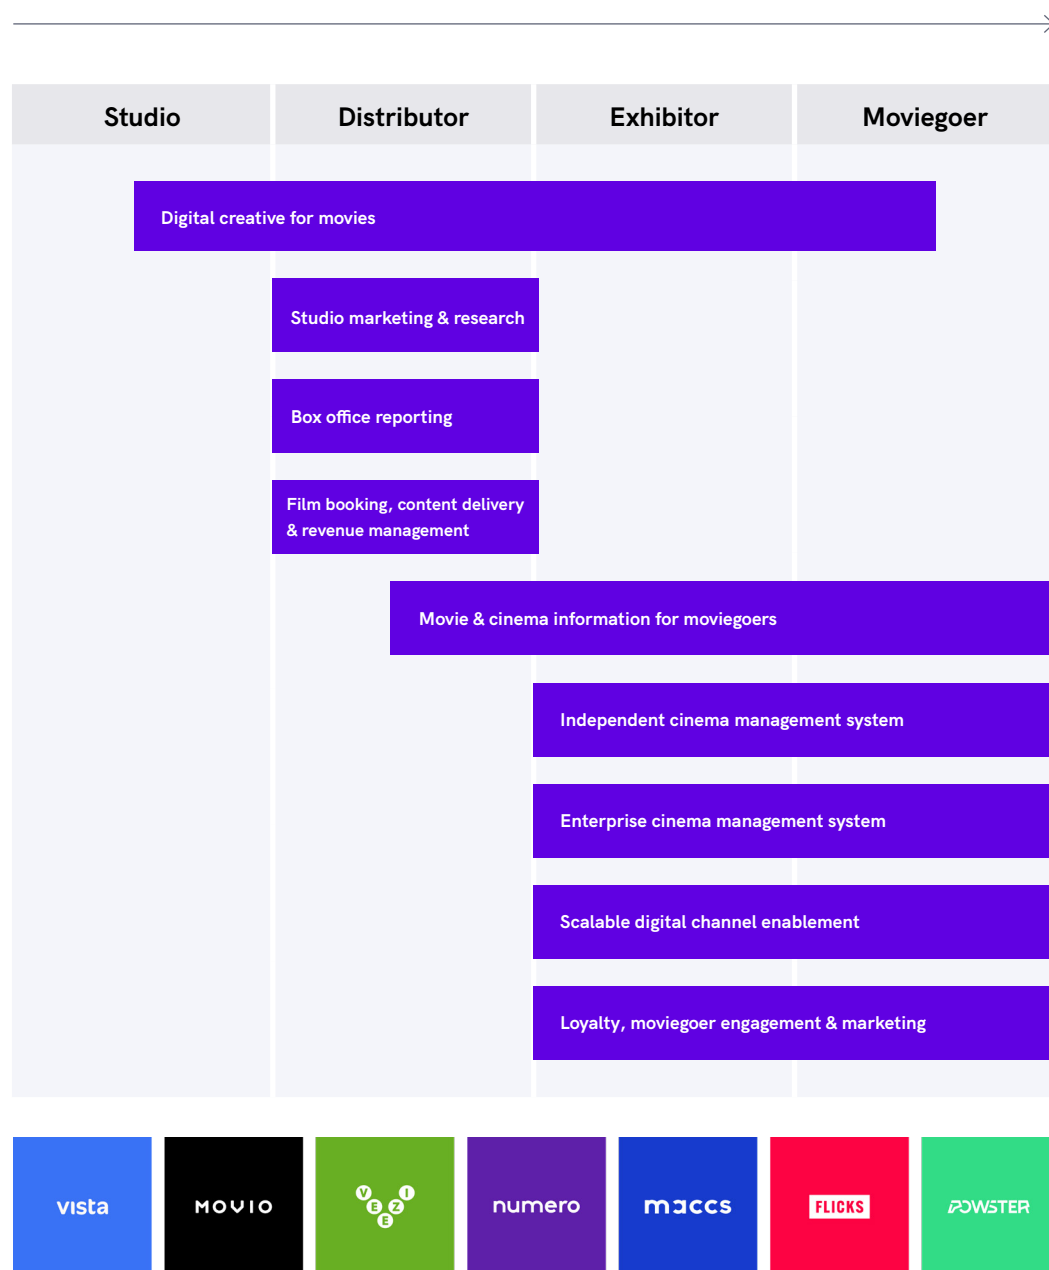 Studio Distributor Exhibitor Moviegoer
Digital creative for movies
Studio marketing & research
Box office reporting
Film booking, content delivery
& revenue management
Movie & cinema information for moviegoers
Independent cinema management system
Enterprise cinema management system
Scalable digital channel enablement
Loyalty, moviegoer engagement & marketing
vista MOVIO VEEZI numero maccs FLICKS POWSTER